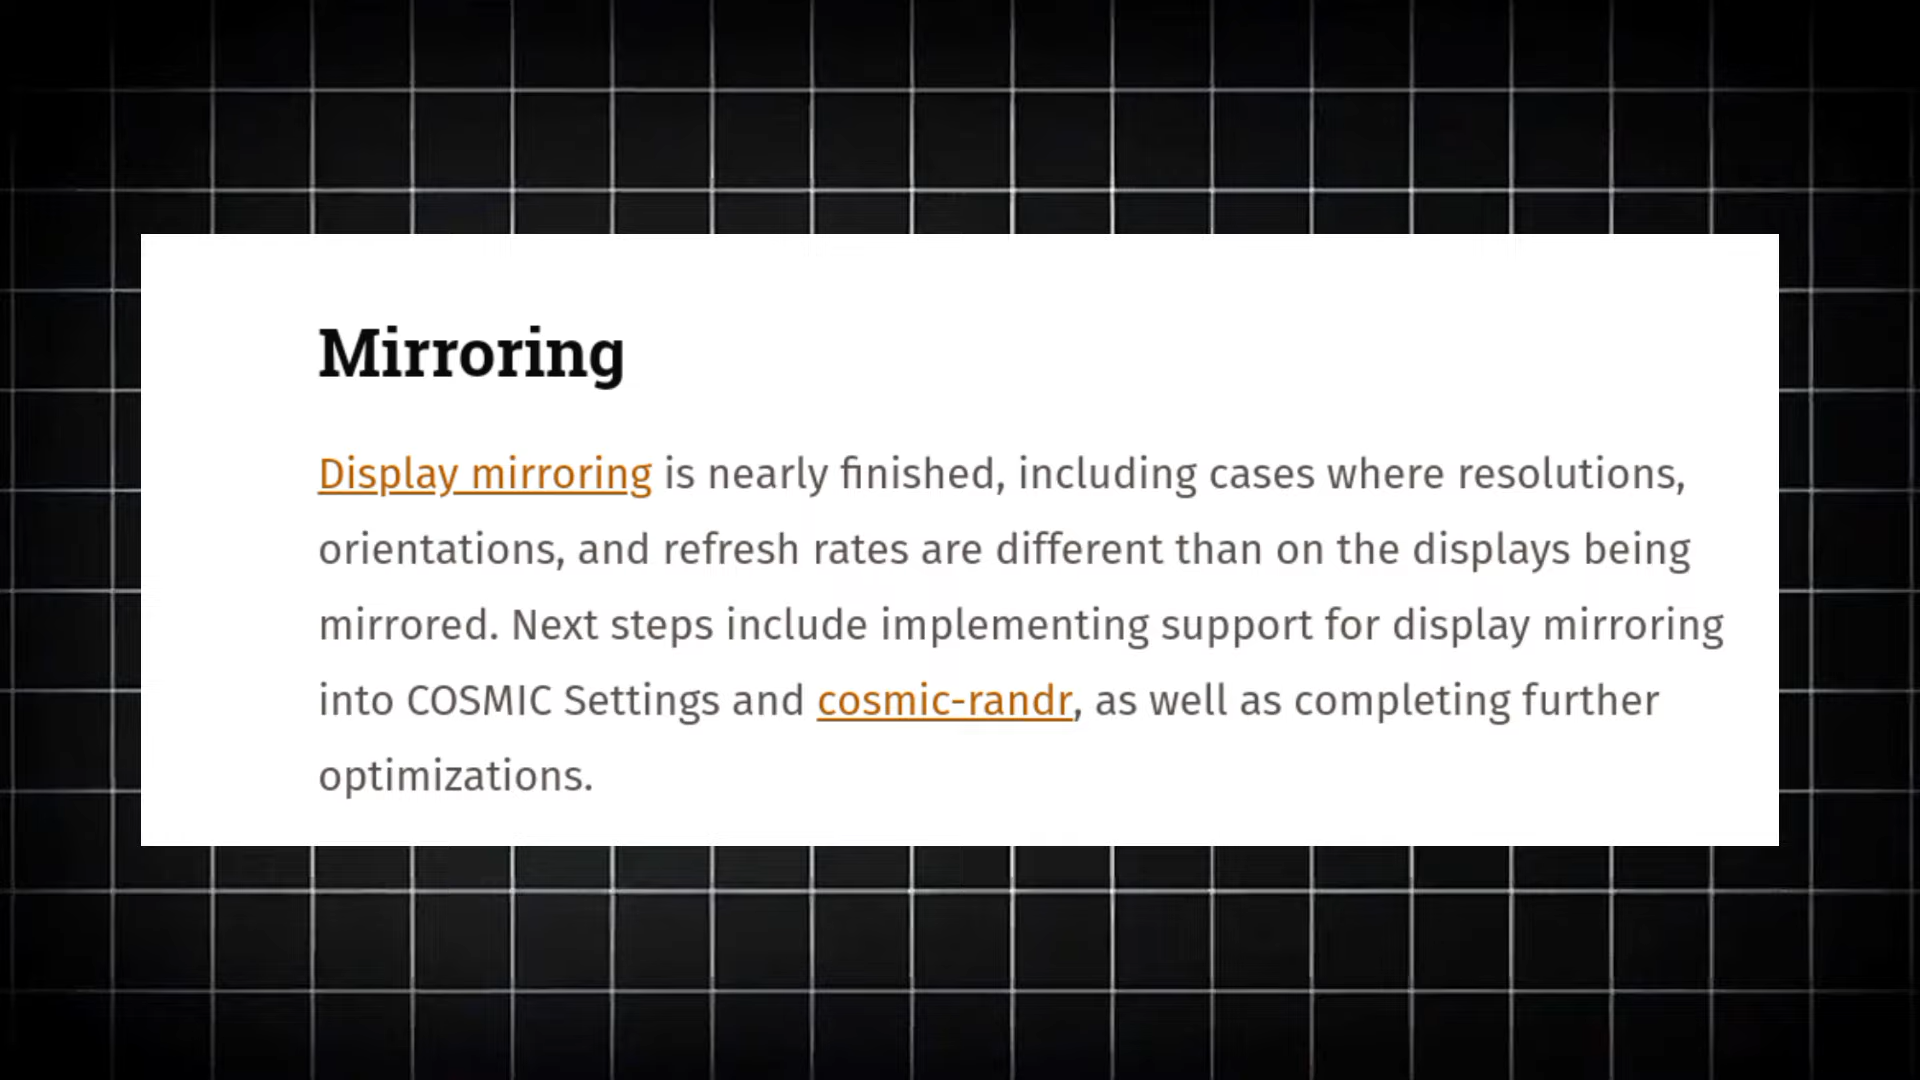 Mirroring
Display mirroring is nearly finished, including cases where resolutions,
orientations, and refresh rates are different than on the displays being
mirrored. Next steps include implementing support for display mirroring
into COSMIC Settings and cosmic-randr, as well as completing further
optimizations.